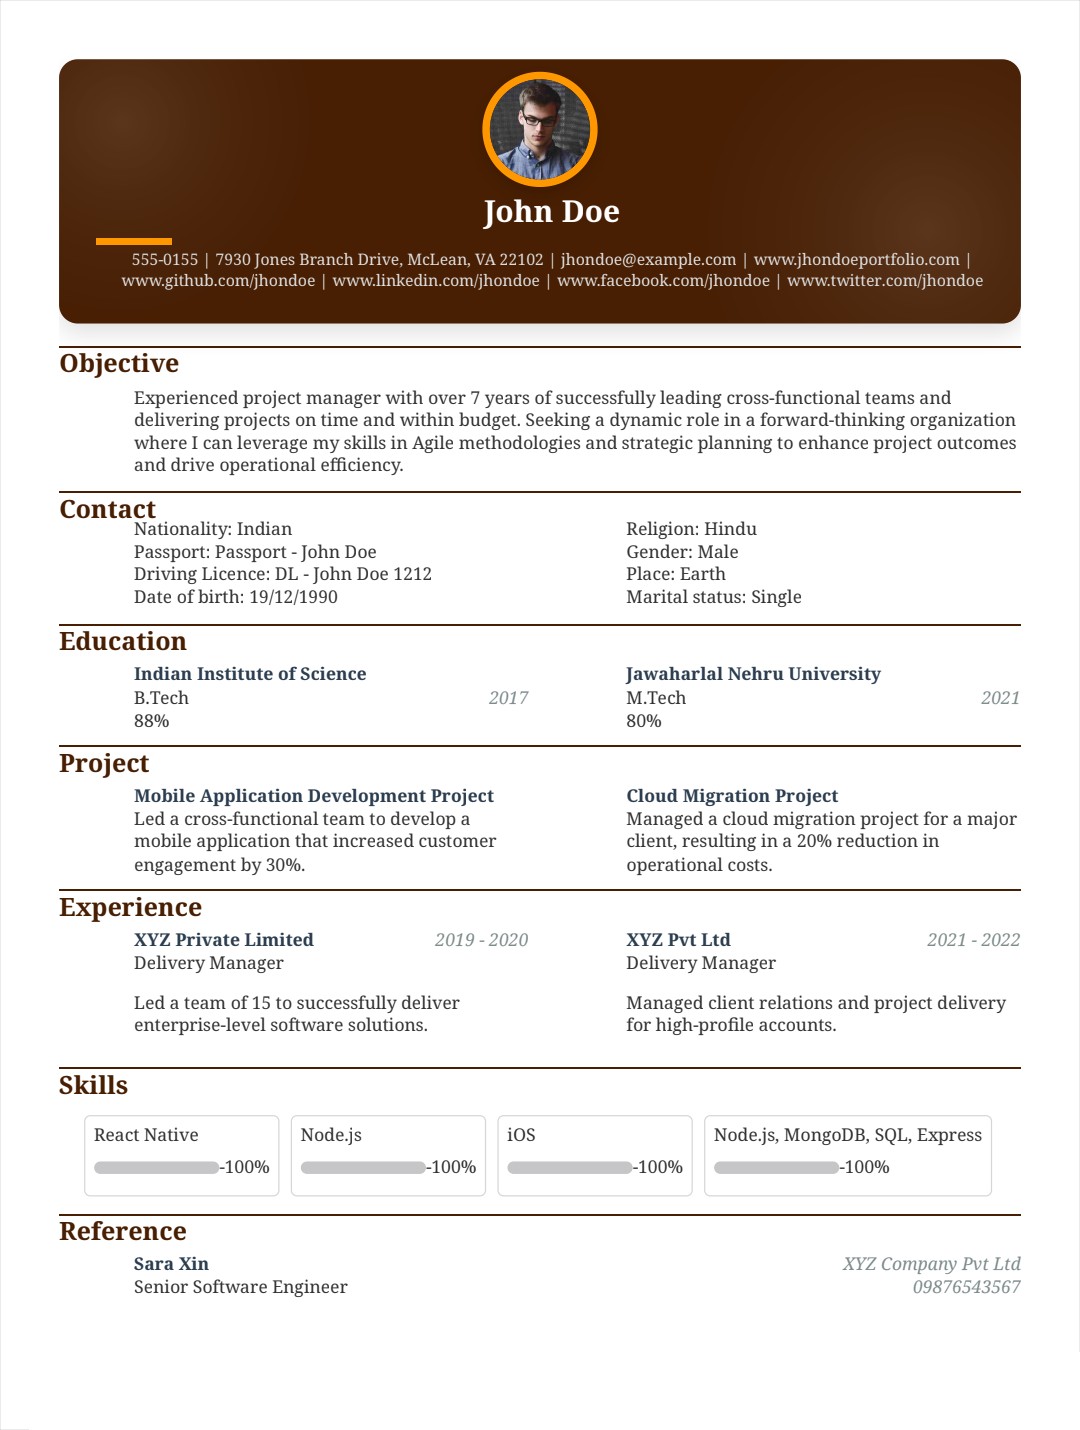 John Doe
555-0155 | 7930 Jones Branch Drive, McLean, VA 22102 | jhondoe@example.com | www.jhondoeportfolio.com |
www.github.com/jhondoe | www.linkedin.com/jhondoe | www.facebook.com/jhondoe | www.twitter.com/jhondoe
Objective
Experienced project manager with over 7 years of successfully leading cross-functional teams and
delivering projects on time and within budget. Seeking a dynamic role in a forward-thinking organization
where I can leverage my skills in Agile methodologies and strategic planning to enhance project outcomes
and drive operational efficiency.
Contact
Nationality: Indian
Passport: Passport - John Doe
Driving Licence: DL - John Doe 1212
Date of birth: 19/12/1990
Religion: Hindu
Gender: Male
Place: Earth
Marital status: Single
Education
Indian Institute of Science
B.Tech 2017
88%
Jawaharlal Nehru University
M.Tech 2021
80%
Project
Mobile Application Development Project
Led a cross-functional team to develop a
mobile application that increased customer
engagement by 30%.
Cloud Migration Project
Managed a cloud migration project for a major
client, resulting in a 20% reduction in
operational costs.
Experience
XYZ Private Limited 2019 - 2020
Delivery Manager
Led a team of 15 to successfully deliver
enterprise-level software solutions.
XYZ Pvt Ltd 2021 - 2022
Delivery Manager
Managed client relations and project delivery
for high-profile accounts.
Skills
React Native
-100%
Node.js
-100%
iOS
-100%
Node.js, MongoDB, SQL, Express
-100%
Reference
Sara Xin
Senior Software Engineer
XYZ Company Pvt Ltd
09876543567